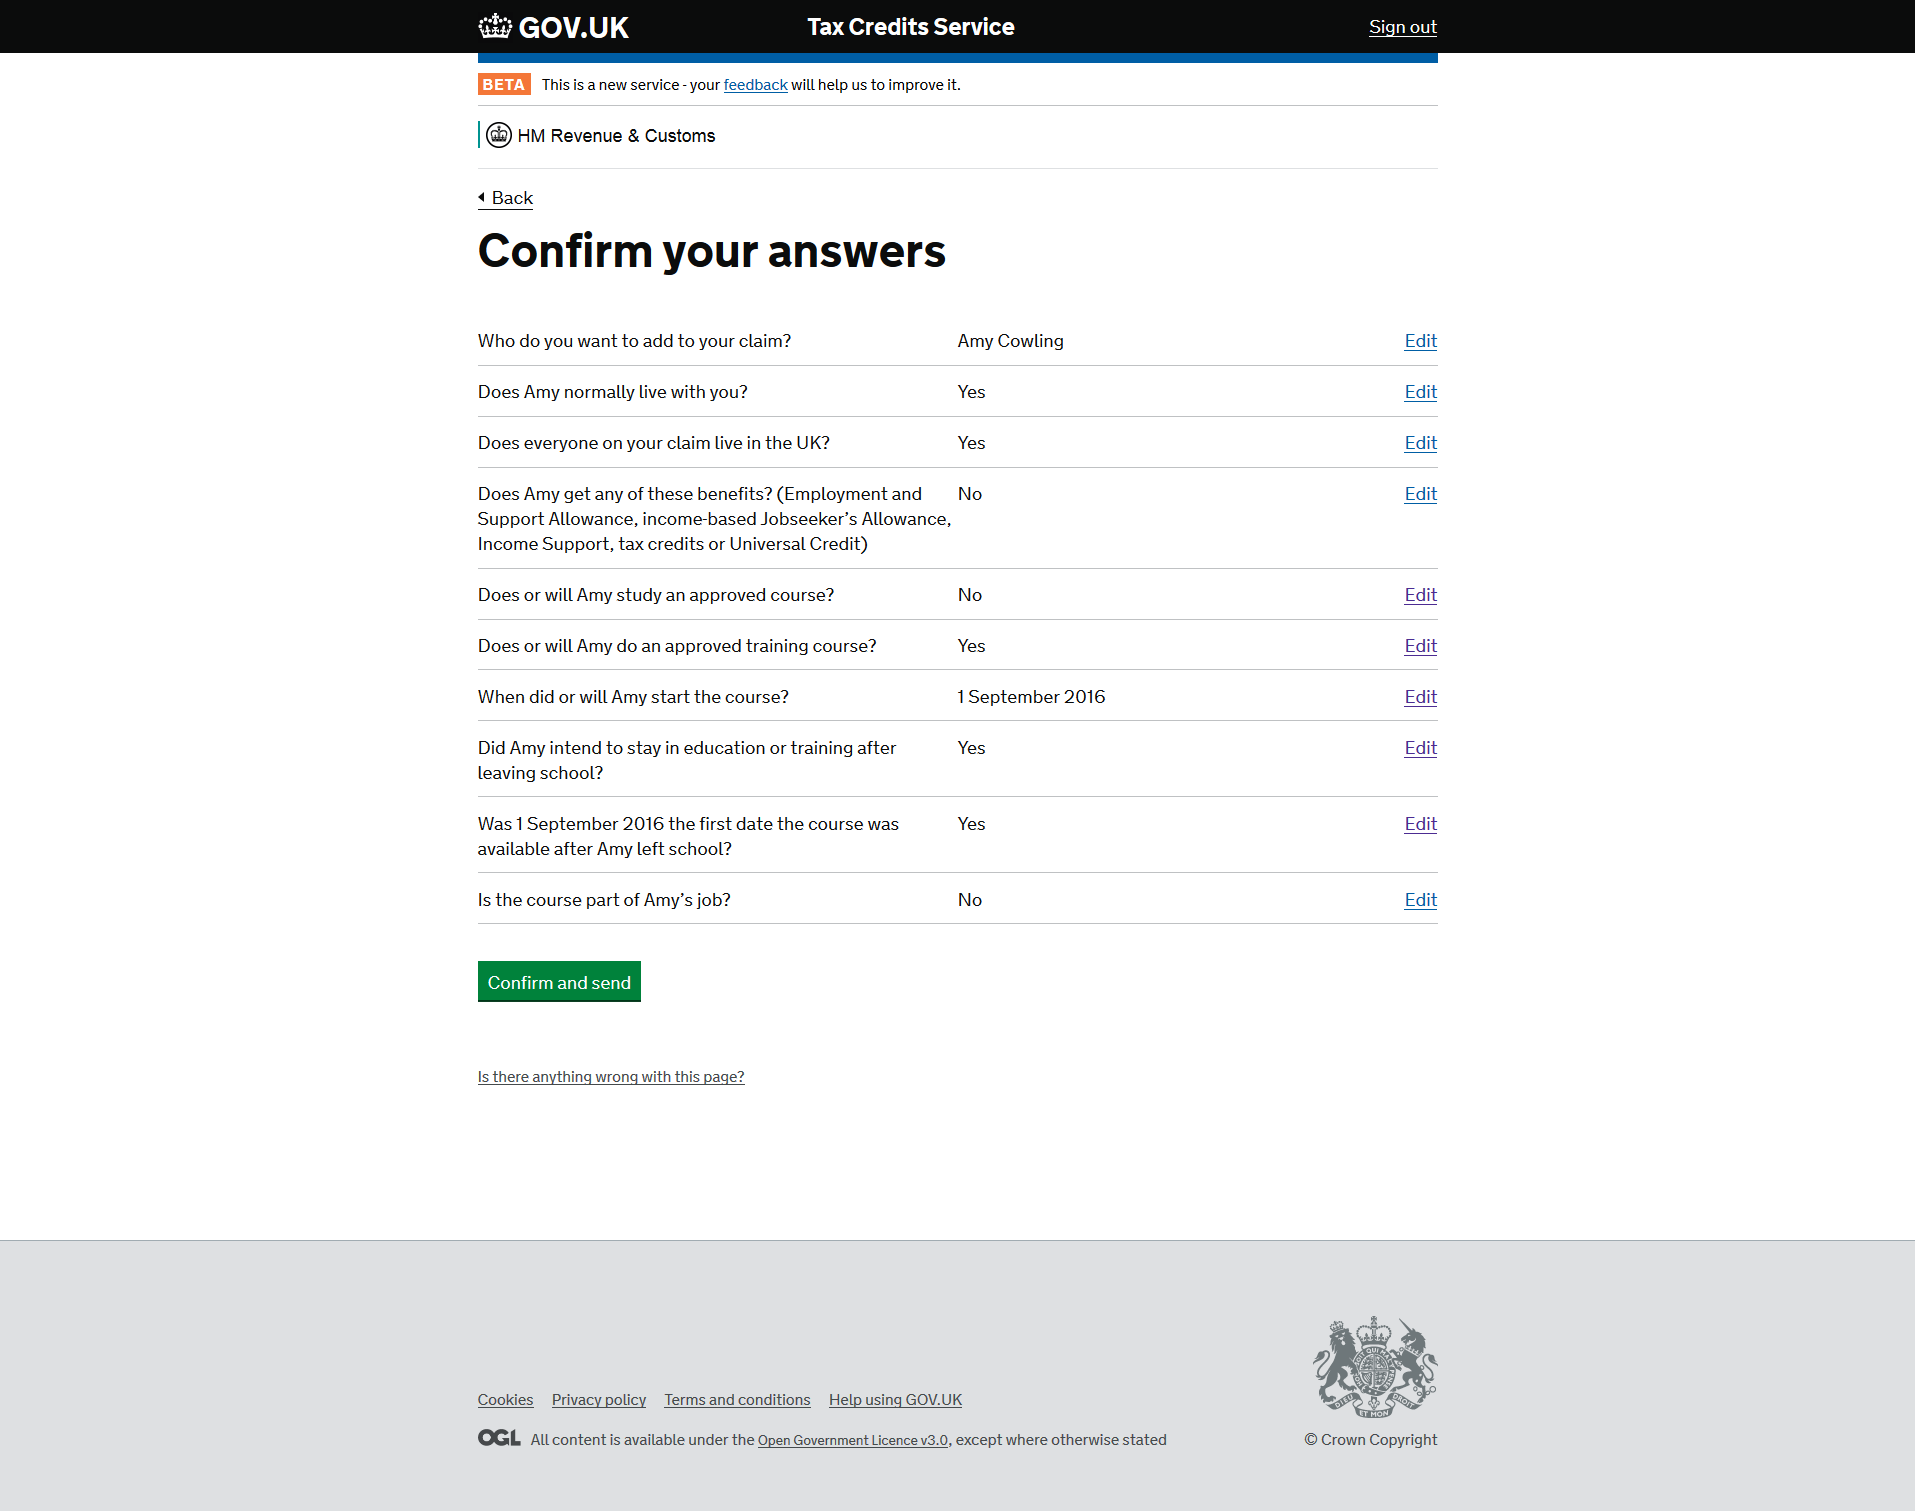 GOV.UK Tax Credits Service Sign out
BETA This is a new service - your feedback will help us to improve it.
HM Revenue & Customs
Back
Confirm your answers
Who do you want to add to your claim? Amy Cowling Edit
Does Amy normally live with you? Yes Edit
Does everyone on your claim live in the UK? Yes Edit
Does Amy get any of these benefits? (Employment and No Edit
Support Allowance, income-based Jobseeker’s Allowance,
Income Support, tax credits or Universal Credit)
Does or will Amy study an approved course? No Edit
Does or will Amy do an approved training course? Yes Edit
When did or will Amy start the course? 1 September 2016 Edit
Did Amy intend to stay in education or training after Yes Edit
leaving school?
Was 1 September 2016 the first date the course was Yes Edit
available after Amy left school?
Is the course part of Amy’s job? No Edit
Confirm and send
Is there anything wrong with this page?
Cookies Privacy policy Terms and conditions Help using GOV.UK
OGL All content is available under the Open Government Licence v3.0, except where otherwise stated © Crown Copyright